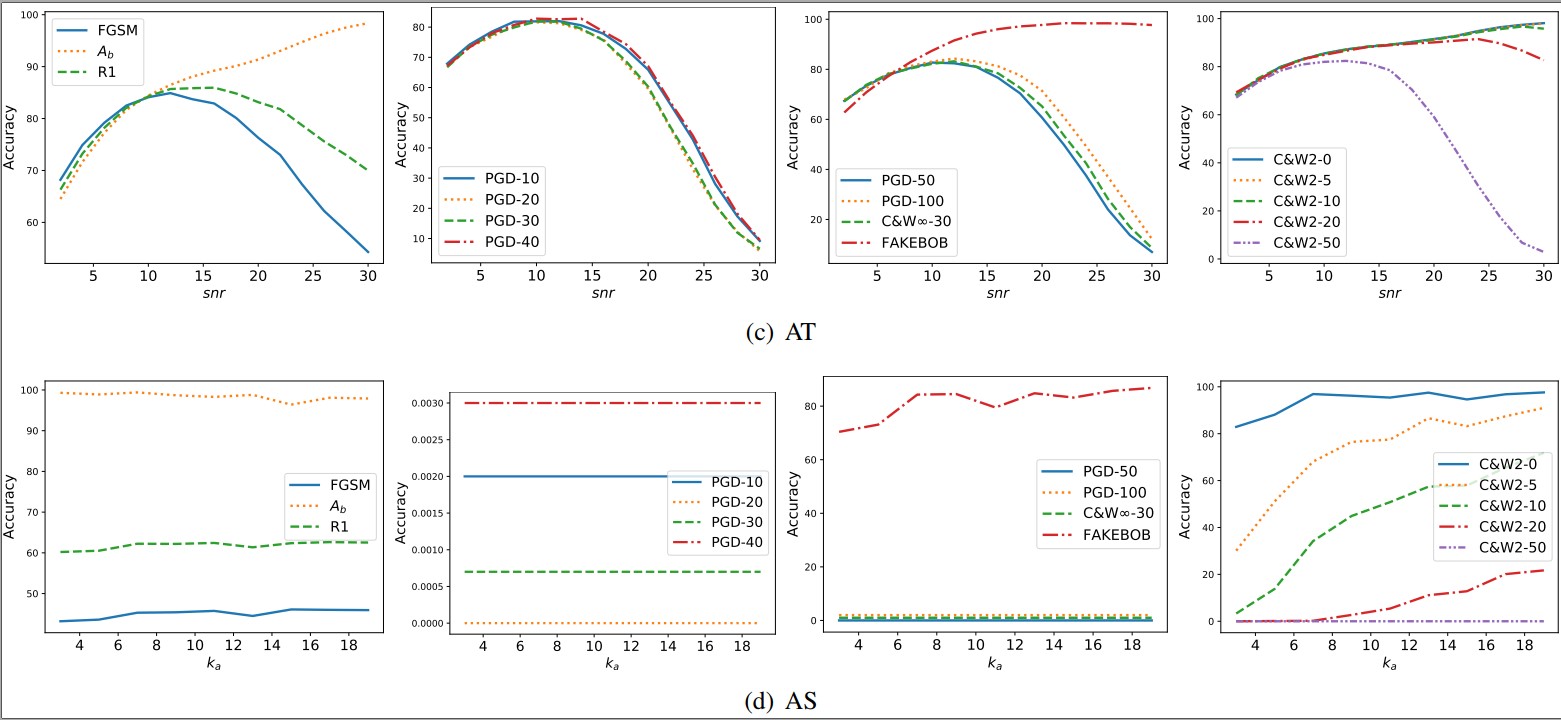 100
90
80
70
60
Accuracy
FGSM
A_b
R1
5 10 15 20 25 30
snr
80
70
60
50
40
30
20
10
Accuracy
PGD-10
PGD-20
PGD-30
PGD-40
5 10 15 20 25 30
snr
100
80
60
40
20
Accuracy
PGD-50
PGD-100
C&W∞-30
FAKEBOB
5 10 15 20 25 30
snr
100
80
60
40
20
0
Accuracy
C&W2-0
C&W2-5
C&W2-10
C&W2-20
C&W2-50
5 10 15 20 25 30
snr
(c) AT
100
90
80
70
60
50
Accuracy
FGSM
A_b
R1
4 6 8 10 12 14 16 18
k_a
0.0030
0.0025
0.0020
0.0015
0.0010
0.0005
0.0000
Accuracy
PGD-10
PGD-20
PGD-30
PGD-40
4 6 8 10 12 14 16 18
k_a
80
60
40
20
0
Accuracy
PGD-50
PGD-100
C&W∞-30
FAKEBOB
4 6 8 10 12 14 16 18
k_a
100
80
60
40
20
0
Accuracy
C&W2-0
C&W2-5
C&W2-10
C&W2-20
C&W2-50
4 6 8 10 12 14 16 18
k_a
(d) AS